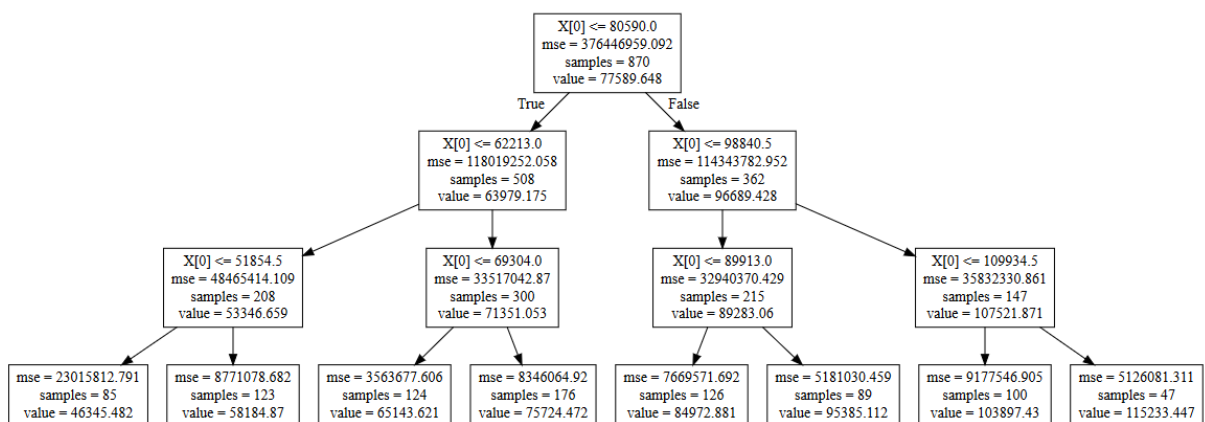 X[0] <= 80590.0
mse = 376446959.092
samples = 870
value = 77589.648
True
False
X[0] <= 62213.0
mse = 118019252.058
samples = 508
value = 63979.175
X[0] <= 98840.5
mse = 114343782.952
samples = 362
value = 96689.428
X[0] <= 51854.5
mse = 48465414.109
samples = 208
value = 53346.659
X[0] <= 69304.0
mse = 33517042.87
samples = 300
value = 71351.053
X[0] <= 89913.0
mse = 32940370.429
samples = 215
value = 89283.06
X[0] <= 109934.5
mse = 35832330.861
samples = 147
value = 107521.871
mse = 23015812.791
samples = 85
value = 46345.482
mse = 8771078.682
samples = 123
value = 58184.87
mse = 3563677.606
samples = 124
value = 65143.621
mse = 8346064.92
samples = 176
value = 75724.472
mse = 7669571.692
samples = 126
value = 84972.881
mse = 5181030.459
samples = 89
value = 95385.112
mse = 9177546.905
samples = 100
value = 103897.43
mse = 5126081.311
samples = 47
value = 115233.447